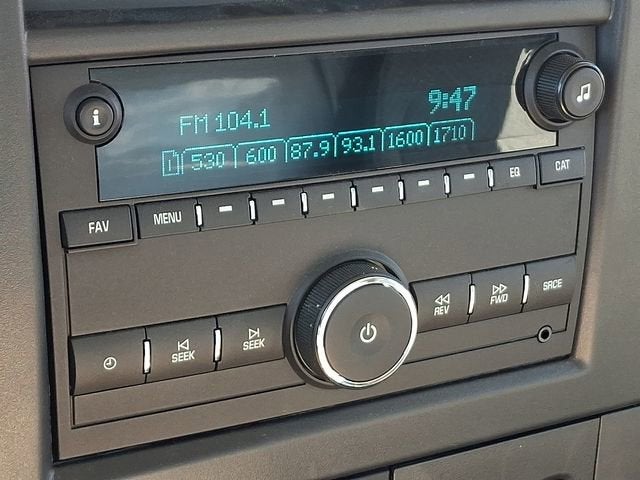 i
9:47
FM 104.1
1 530 600 87.9 93.1 1600 1710
FAV MENU EQ CAT
SEEK SEEK REV FWD SRCE